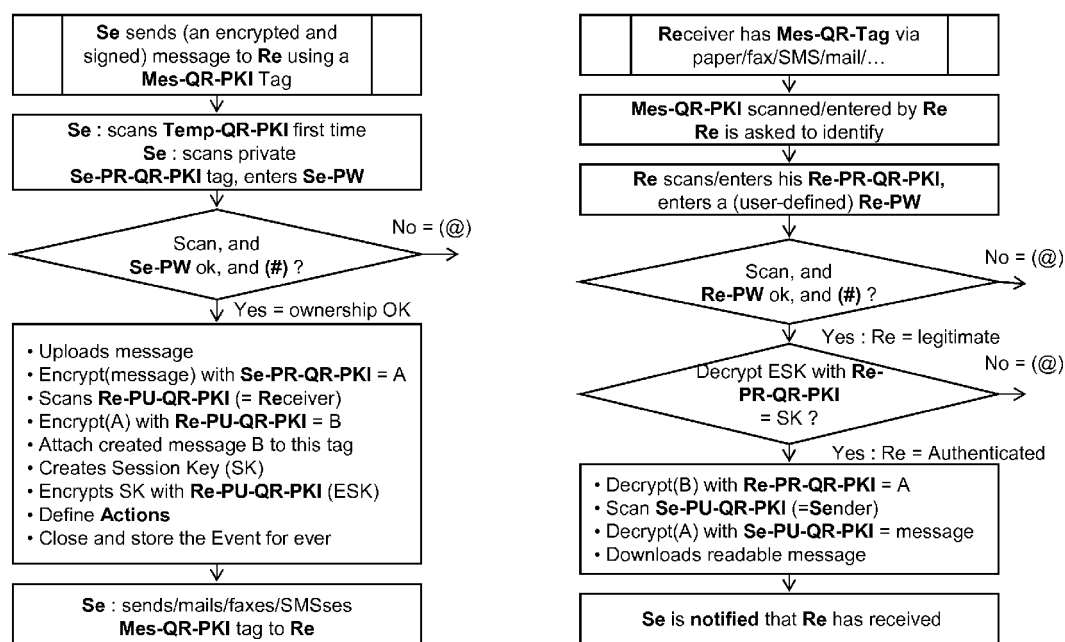 Se sends (an encrypted and
signed) message to Re using a
Mes-QR-PKI Tag
Se : scans Temp-QR-PKI first time
Se : scans private
Se-PR-QR-PKI tag, enters Se-PW
No = (@)
Scan, and
Se-PW ok, and (#) ?
Yes = ownership OK
• Uploads message
• Encrypt(message) with Se-PR-QR-PKI = A
• Scans Re-PU-QR-PKI (= Receiver)
• Encrypt(A) with Re-PU-QR-PKI = B
• Attach created message B to this tag
• Creates Session Key (SK)
• Encrypts SK with Re-PU-QR-PKI (ESK)
• Define Actions
• Close and store the Event for ever
Se : sends/mails/faxes/SMSses
Mes-QR-PKI tag to Re
Receiver has Mes-QR-Tag via
paper/fax/SMS/mail/…
Mes-QR-PKI scanned/entered by Re
Re is asked to identify
Re scans/enters his Re-PR-QR-PKI,
enters a (user-defined) Re-PW
No = (@)
Scan, and
Re-PW ok, and (#) ?
Yes : Re = legitimate
No = (@)
Decrypt ESK with Re-
PR-QR-PKI
= SK ?
Yes : Re = Authenticated
• Decrypt(B) with Re-PR-QR-PKI = A
• Scan Se-PU-QR-PKI (=Sender)
• Decrypt(A) with Se-PU-QR-PKI = message
• Downloads readable message
Se is notified that Re has received